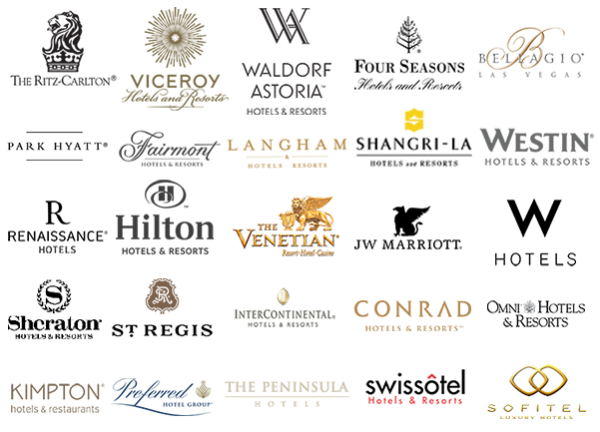 THE RITZ-CARLTON®
VICEROY
Hotels and Resorts
WALDORF
ASTORIA™
HOTELS & RESORTS
FOUR SEASONS
Hotels and Resorts
B
BELLAGIO®
LAS VEGAS
PARK HYATT®
Fairmont
HOTELS & RESORTS
LANGHAM
HOTELS & RESORTS
SHANGRI-LA
HOTELS and RESORTS
WESTIN®
HOTELS & RESORTS
R
RENAISSANCE®
HOTELS
H
Hilton
HOTELS & RESORTS
THE
VENETIAN®
Resort-Hotel-Casino
JW MARRIOTT®
W
HOTELS
S
Sheraton®
HOTELS & RESORTS
ST REGIS
INTERCONTINENTAL®
HOTELS & RESORTS
CONRAD
HOTELS & RESORTS™
OMNI HOTELS
& RESORTS
KIMPTON®
hotels & restaurants
Preferred
HOTEL GROUP®
THE PENINSULA
HOTELS
swissôtel
Hotels & Resorts
SOFITEL
LUXURY HOTELS